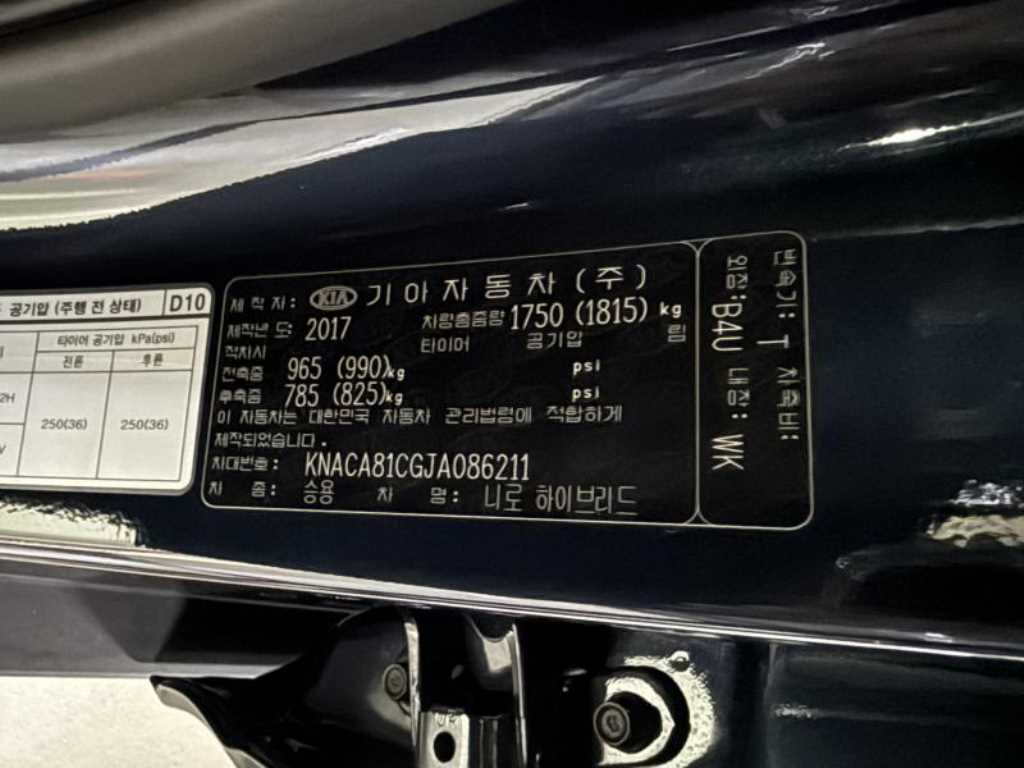 공기압 (주행 전 상태) D10
타이어 공기압 kPa(psi)
전륜 후륜
2H
250(36) 250(36)
V
제 작 자 : KIA 기아자동차(주)
제작년 도: 2017 차량총중량 1750 (1815) kg
적차시 타이어 공기압 림
전축중 965 (990)kg psi
후축중 785 (825)kg psi
이 자동차는 대한민국 자동차 관리법령에 적합하게
제작되었습니다.
차대번호: KNACA81CGJA086211
차 종: 승용 차 명: 니로 하이브리드
변속기: T 차축비:
외장: B4U 내장: WK